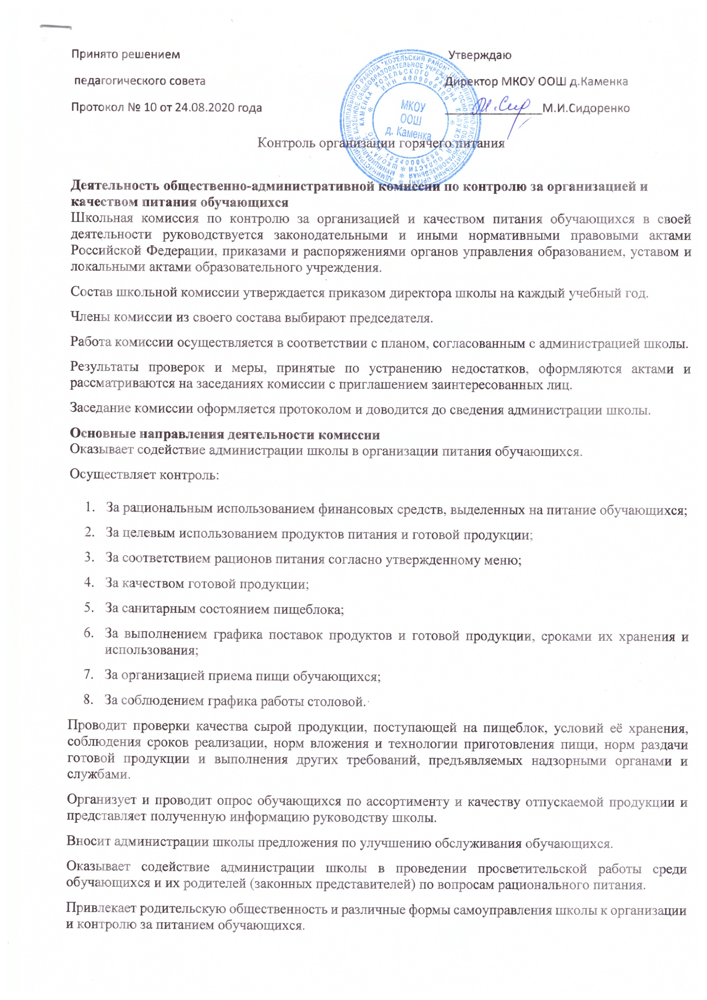 Принято решением
Утверждаю
педагогического совета
Директор МКОУ ООШ д.Каменка
Протокол № 10 от 24.08.2020 года
М.И.Сидоренко
МКОУ
ООШ
д. Каменка
Контроль организации горячего питания
Деятельность общественно-административной комиссии по контролю за организацией и
качеством питания обучающихся
Школьная комиссия по контролю за организацией и качеством питания обучающихся в своей
деятельности руководствуется законодательными и иными нормативными правовыми актами
Российской Федерации, приказами и распоряжениями органов управления образованием, уставом и
локальными актами образовательного учреждения.
Состав школьной комиссии утверждается приказом директора школы на каждый учебный год.
Члены комиссии из своего состава выбирают председателя.
Работа комиссии осуществляется в соответствии с планом, согласованным с администрацией школы.
Результаты проверок и меры, принятые по устранению недостатков, оформляются актами и
рассматриваются на заседаниях комиссии с приглашением заинтересованных лиц.
Заседание комиссии оформляется протоколом и доводится до сведения администрации школы.
Основные направления деятельности комиссии
Оказывает содействие администрации школы в организации питания обучающихся.
Осуществляет контроль:
1. За рациональным использованием финансовых средств, выделенных на питание обучающихся;
2. За целевым использованием продуктов питания и готовой продукции;
3. За соответствием рационов питания согласно утвержденному меню;
4. За качеством готовой продукции;
5. За санитарным состоянием пищеблока;
6. За выполнением графика поставок продуктов и готовой продукции, сроками их хранения и
использования;
7. За организацией приема пищи обучающихся;
8. За соблюдением графика работы столовой.
Проводит проверки качества сырой продукции, поступающей на пищеблок, условий её хранения,
соблюдения сроков реализации, норм вложения и технологии приготовления пищи, норм раздачи
готовой продукции и выполнения других требований, предъявляемых надзорными органами и
службами.
Организует и проводит опрос обучающихся по ассортименту и качеству отпускаемой продукции и
представляет полученную информацию руководству школы.
Вносит администрации школы предложения по улучшению обслуживания обучающихся.
Оказывает содействие администрации школы в проведении просветительской работы среди
обучающихся и их родителей (законных представителей) по вопросам рационального питания.
Привлекает родительскую общественность и различные формы самоуправления школы к организации
и контролю за питанием обучающихся.